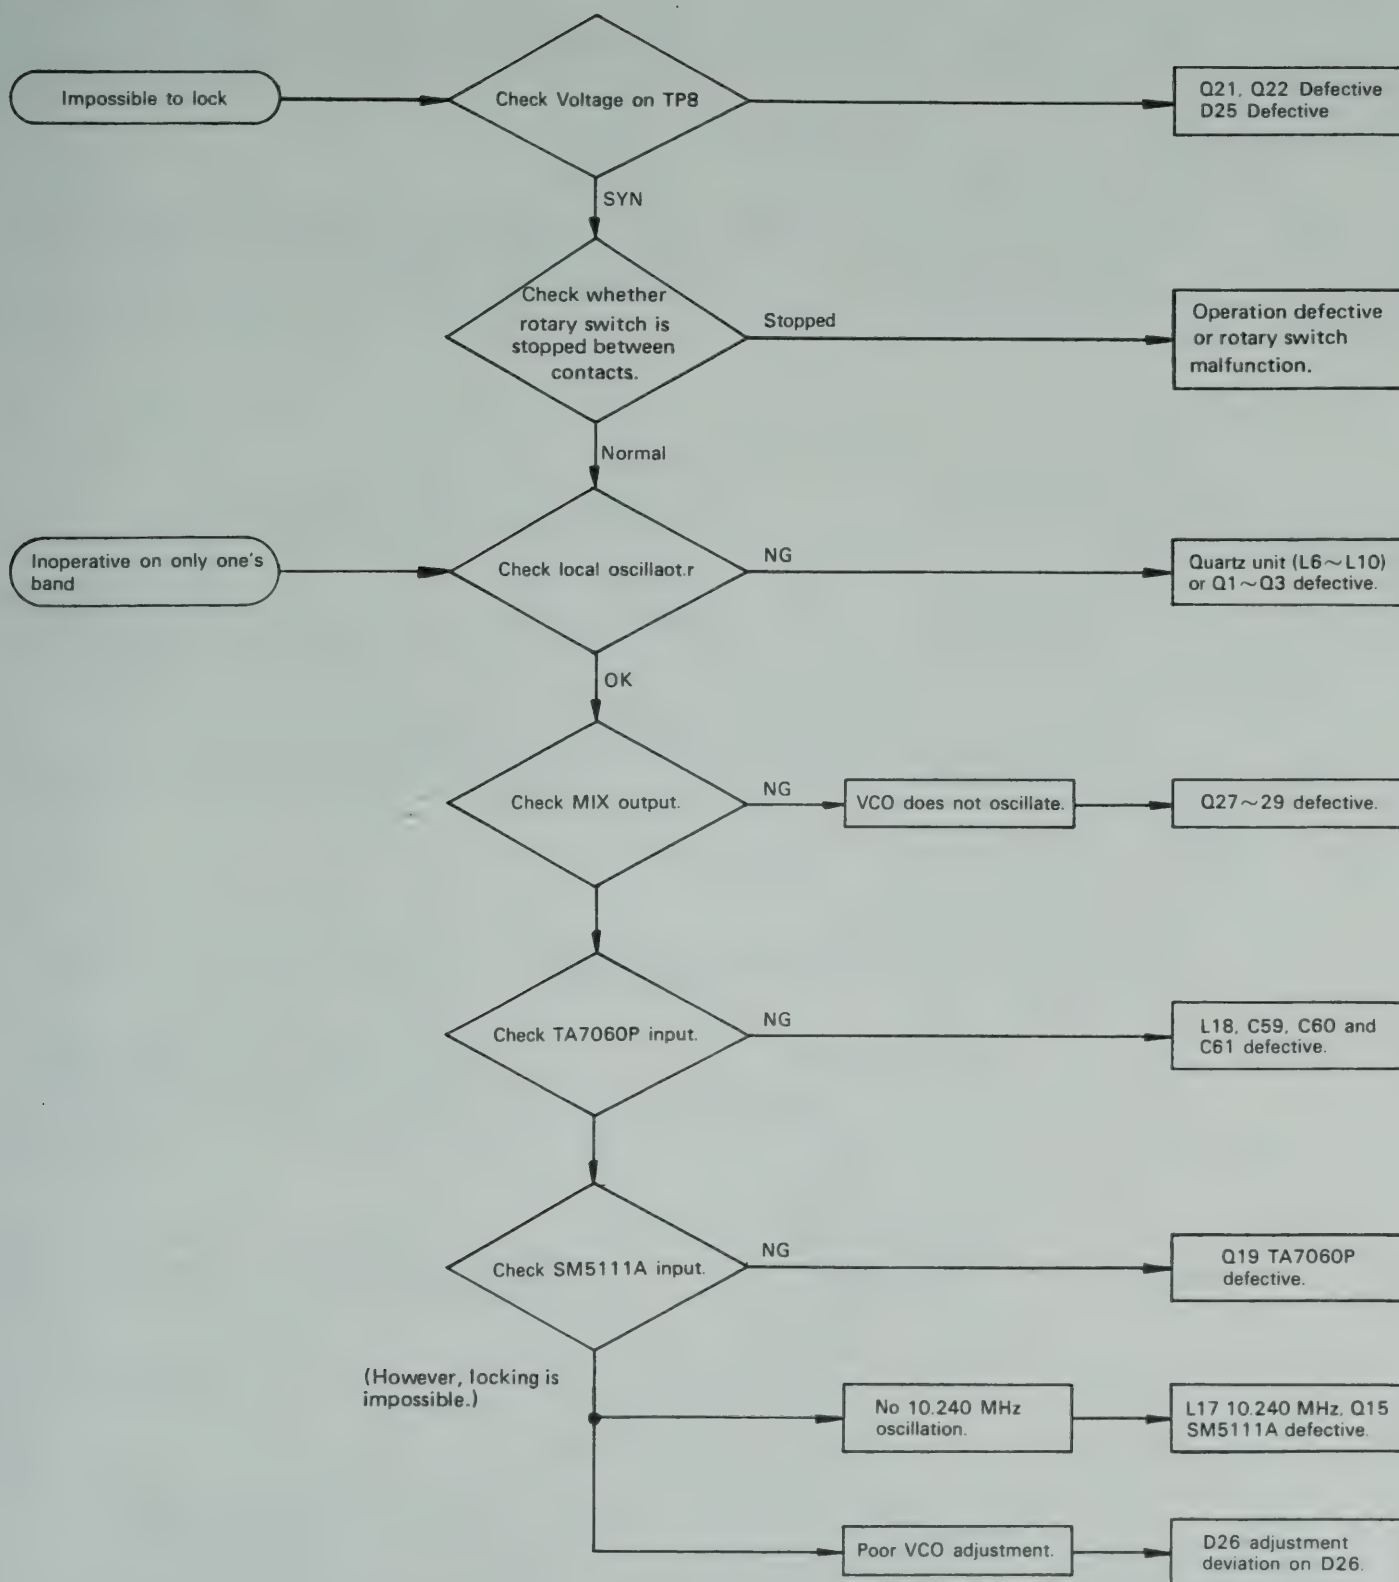 Impossible to lock
Check Voltage on TP8
Q21, Q22 Defective
D25 Defective
SYN
Check whether
rotary switch is
stopped between
contacts.
Stopped
Operation defective
or rotary switch
malfunction.
Normal
Inoperative on only one's
band
Check local oscillaot.r
NG
Quartz unit (L6~L10)
or Q1~Q3 defective.
OK
Check MIX output.
NG
VCO does not oscillate.
Q27~29 defective.
Check TA7060P input.
NG
L18, C59, C60 and
C61 defective.
Check SM5111A input.
NG
Q19 TA7060P
defective.
(However, locking is
impossible.)
No 10.240 MHz
oscillation.
L17 10.240 MHz, Q15
SM5111A defective.
Poor VCO adjustment.
D26 adjustment
deviation on D26.